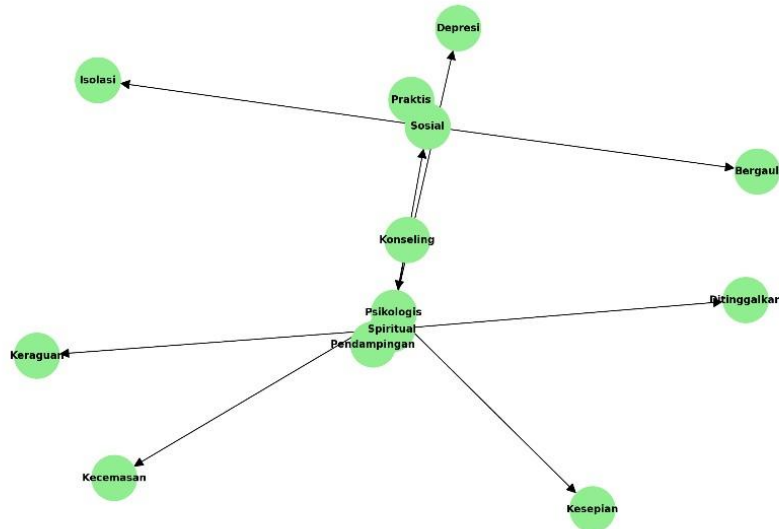 Depresi
Isolasi
Praktis
Sosial
Bergaul
Konseling
Ditinggalkan
Psikologis
Spiritual
Pendampingan
Keraguan
Kecemasan
Kesepian